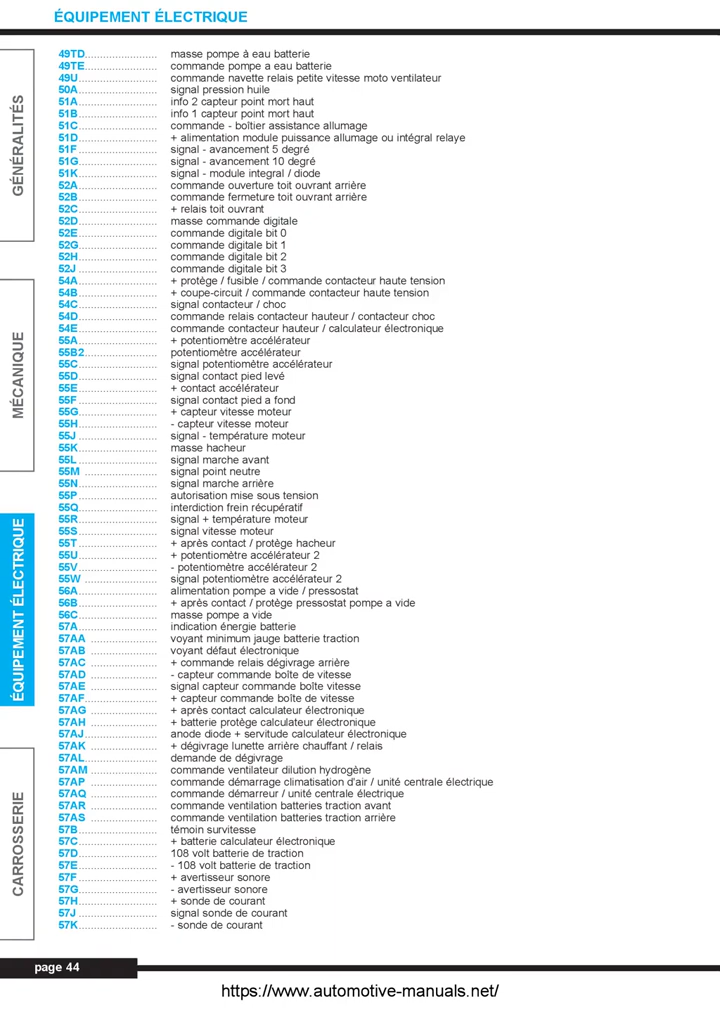 ÉQUIPEMENT ÉLECTRIQUE
GÉNÉRALITÉS
MÉCANIQUE
ÉQUIPEMENT ÉLECTRIQUE
CARROSSERIE
49TD........................ masse pompe à eau batterie
49TE........................ commande pompe a eau batterie
49U.......................... commande navette relais petite vitesse moto ventilateur
50A.......................... signal pression huile
51A.......................... info 2 capteur point mort haut
51B.......................... info 1 capteur point mort haut
51C.......................... commande - boîtier assistance allumage
51D.......................... + alimentation module puissance allumage ou intégral relaye
51F .......................... signal - avancement 5 degré
51G.......................... signal - avancement 10 degré
51K.......................... signal - module integral / diode
52A.......................... commande ouverture toit ouvrant arrière
52B.......................... commande fermeture toit ouvrant arrière
52C.......................... + relais toit ouvrant
52D.......................... masse commande digitale
52E.......................... commande digitale bit 0
52G.......................... commande digitale bit 1
52H.......................... commande digitale bit 2
52J .......................... commande digitale bit 3
54A.......................... + protège / fusible / commande contacteur haute tension
54B.......................... + coupe-circuit / commande contacteur haute tension
54C.......................... signal contacteur / choc
54D.......................... commande relais contacteur hauteur / contacteur choc
54E.......................... commande contacteur hauteur / calculateur électronique
55A.......................... + potentiomètre accélérateur
55B2........................ potentiomètre accélérateur
55C.......................... signal potentiomètre accélérateur
55D.......................... signal contact pied levé
55E.......................... + contact accélérateur
55F .......................... signal contact pied a fond
55G.......................... + capteur vitesse moteur
55H.......................... - capteur vitesse moteur
55J .......................... signal - température moteur
55K.......................... masse hacheur
55L .......................... signal marche avant
55M ........................ signal point neutre
55N.......................... signal marche arrière
55P.......................... autorisation mise sous tension
55Q.......................... interdiction frein récupératif
55R.......................... signal + température moteur
55S.......................... signal vitesse moteur
55T .......................... + après contact / protège hacheur
55U.......................... + potentiomètre accélérateur 2
55V.......................... - potentiomètre accélérateur 2
55W ........................ signal potentiomètre accélérateur 2
56A.......................... alimentation pompe a vide / pressostat
56B.......................... + après contact / protège pressostat pompe a vide
56C.......................... masse pompe a vide
57A.......................... indication énergie batterie
57AA ...................... voyant minimum jauge batterie traction
57AB ...................... voyant défaut électronique
57AC ...................... + commande relais dégivrage arrière
57AD ...................... - capteur commande boîte de vitesse
57AE ...................... signal capteur commande boîte vitesse
57AF........................ + capteur commande boîte de vitesse
57AG ...................... + après contact calculateur électronique
57AH ...................... + batterie protège calculateur électronique
57AJ........................ anode diode + servitude calculateur électronique
57AK ...................... + dégivrage lunette arrière chauffant / relais
57AL........................ demande de dégivrage
57AM ...................... commande ventilateur dilution hydrogène
57AP ...................... commande démarrage climatisation d'air / unité centrale électrique
57AQ ...................... commande démarreur / unité centrale électrique
57AR ...................... commande ventilation batteries traction avant
57AS ...................... commande ventilation batteries traction arrière
57B.......................... témoin survitesse
57C.......................... + batterie calculateur électronique
57D.......................... 108 volt batterie de traction
57E.......................... - 108 volt batterie de traction
57F .......................... + avertisseur sonore
57G.......................... - avertisseur sonore
57H.......................... + sonde de courant
57J .......................... signal sonde de courant
57K.......................... - sonde de courant
page 44
https://www.automotive-manuals.net/